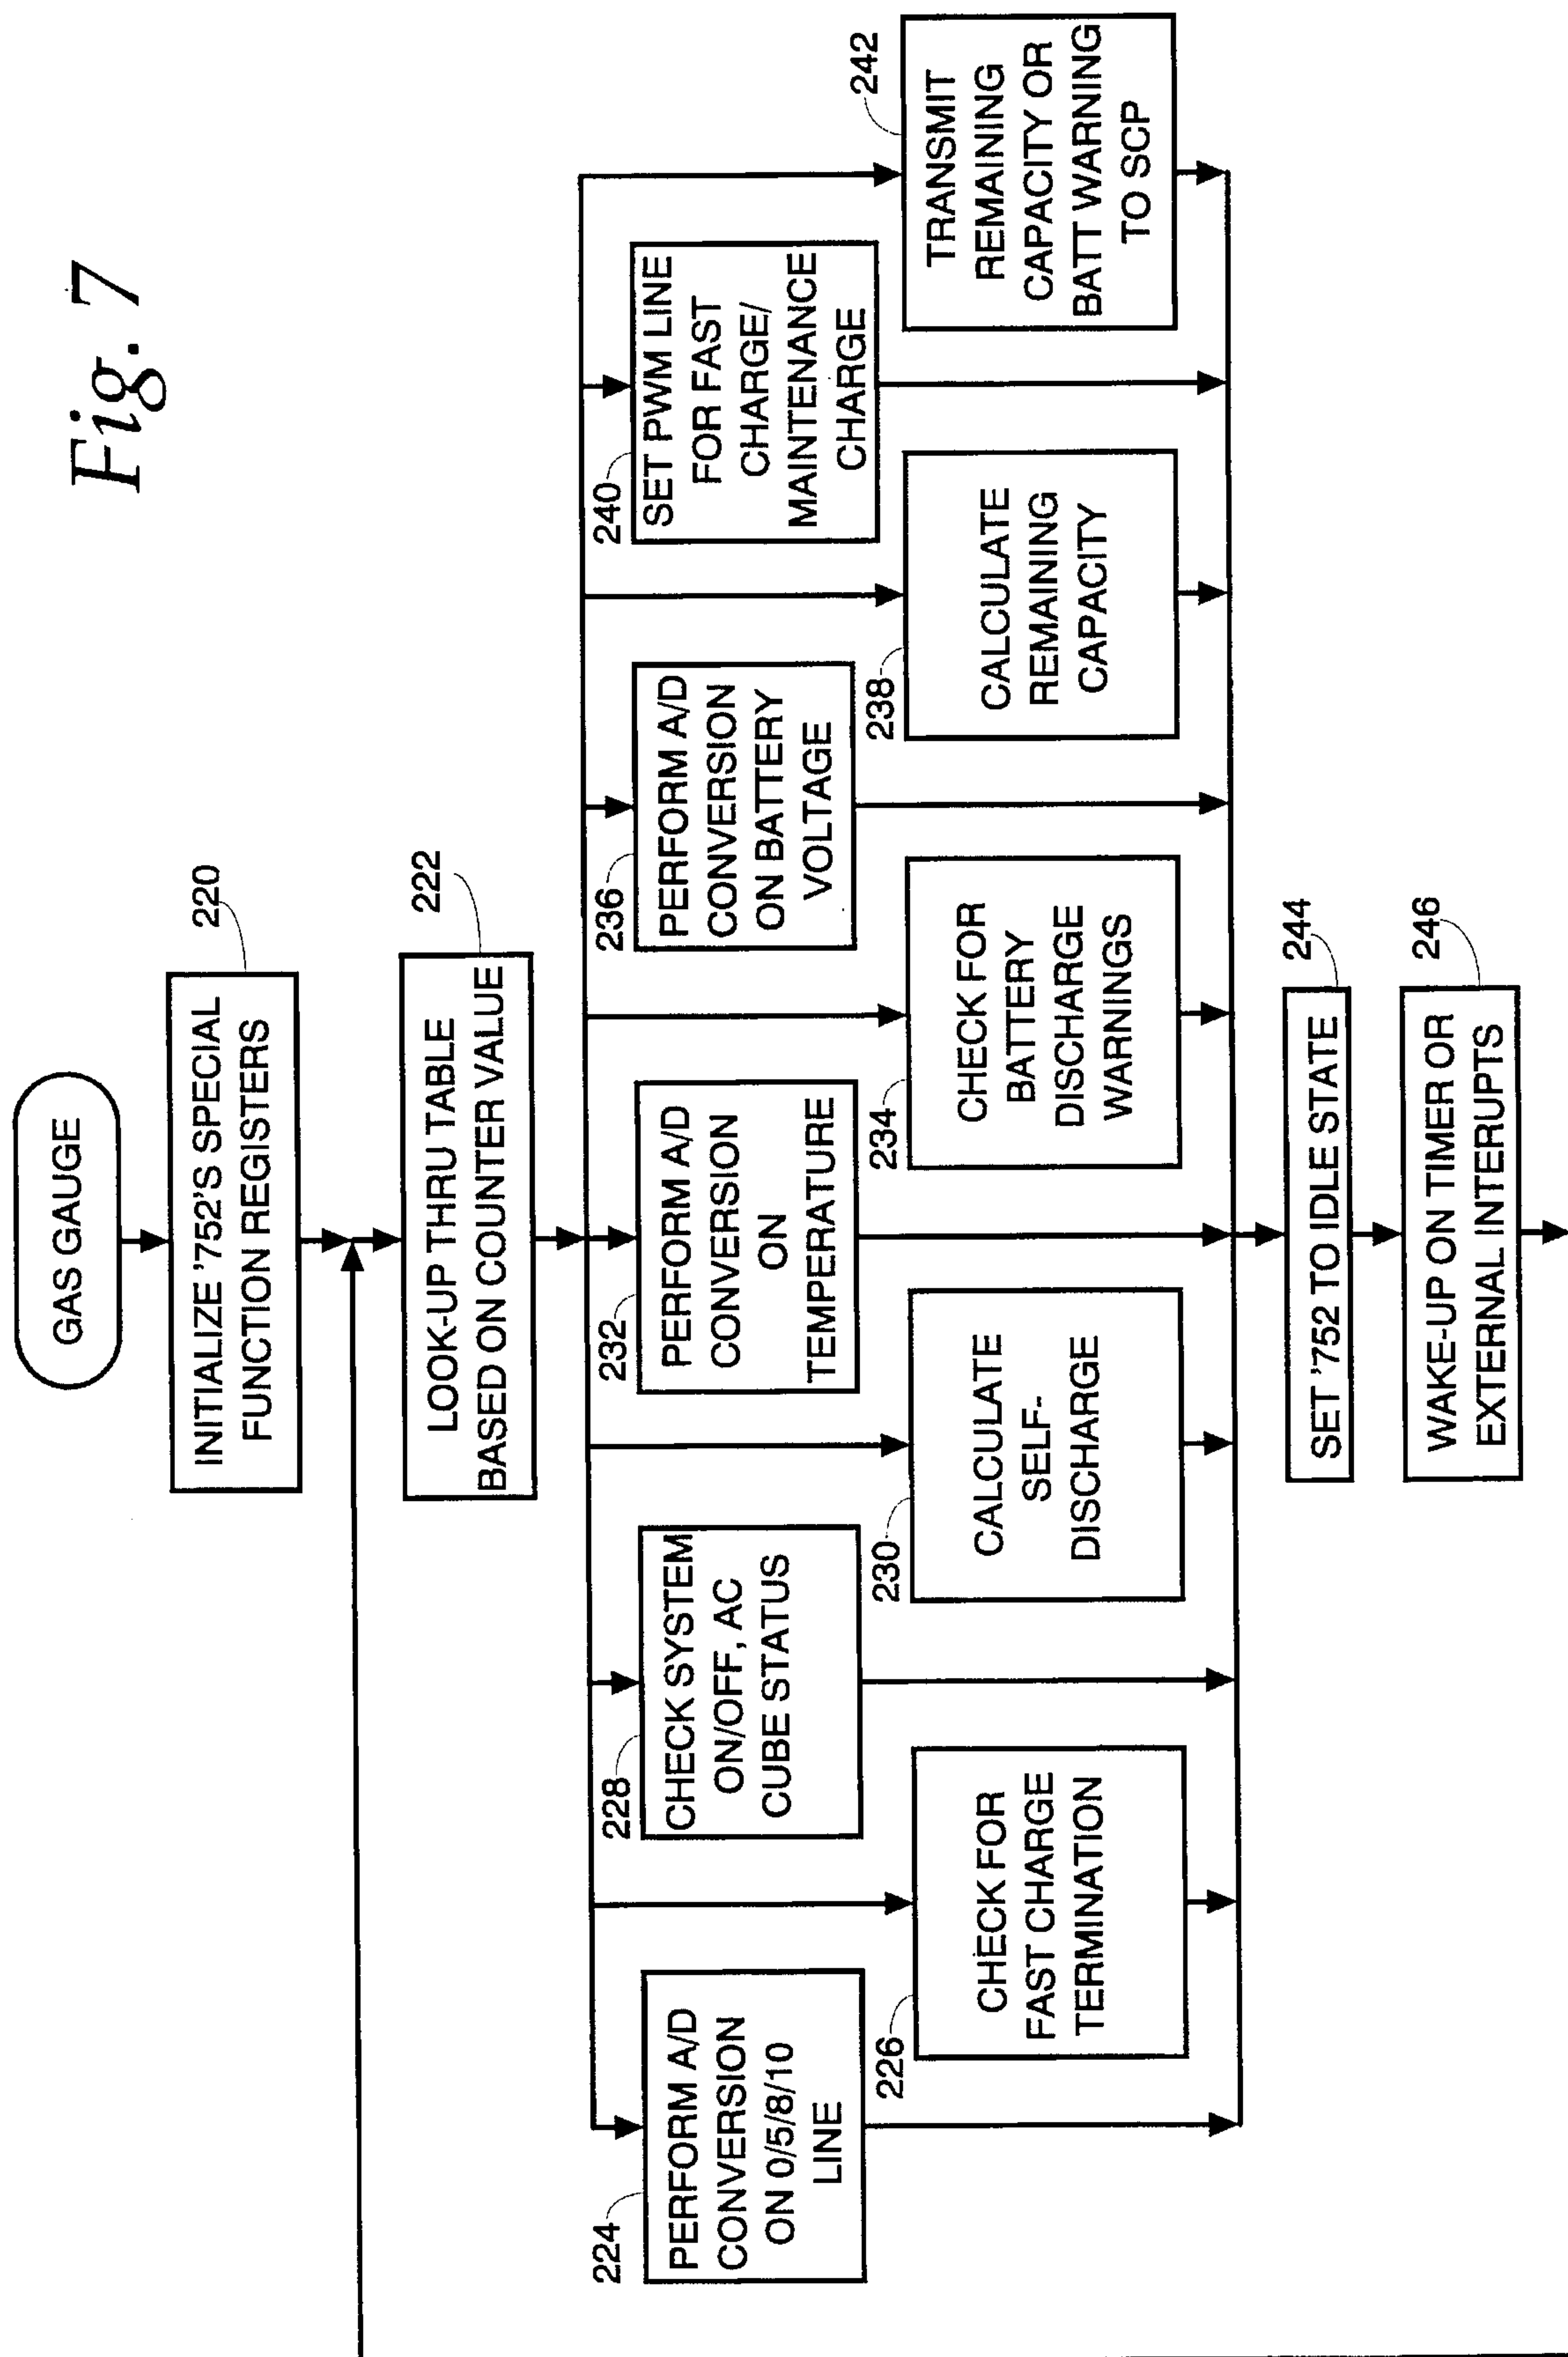 Fig. 7
GAS GAUGE
220
INITIALIZE '752'S SPECIAL
FUNCTION REGISTERS
222
LOOK-UP THRU TABLE
BASED ON COUNTER VALUE
224
PERFORM A/D
CONVERSION
ON 0/5/8/10
LINE
226
CHECK FOR
FAST CHARGE
TERMINATION
228
CHECK SYSTEM
ON/OFF, AC
CUBE STATUS
230
CALCULATE
SELF-
DISCHARGE
232
PERFORM A/D
CONVERSION
ON
TEMPERATURE
234
CHECK FOR
BATTERY
DISCHARGE
WARNINGS
236
PERFORM A/D
CONVERSION
ON BATTERY
VOLTAGE
238
CALCULATE
REMAINING
CAPACITY
240
SET PWM LINE
FOR FAST
CHARGE/
MAINTENANCE
CHARGE
242
TRANSMIT
REMAINING
CAPACITY OR
BATT WARNING
TO SCP
244
SET '752 TO IDLE STATE
246
WAKE-UP ON TIMER OR
EXTERNAL INTERUPTS